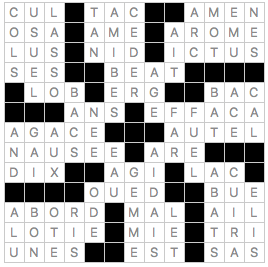 CUL TAC AMEN
OSA AME AROME
LUS NID ICTUS
SES BEAT
LOB ERG BAC
ANS EFFACA
AGACE AUTEL
NAUSEE ARE
DIX AGI LAC
OUED BUE
ABORD MAL AIL
LOTIE MIE TRI
UNES EST SAS